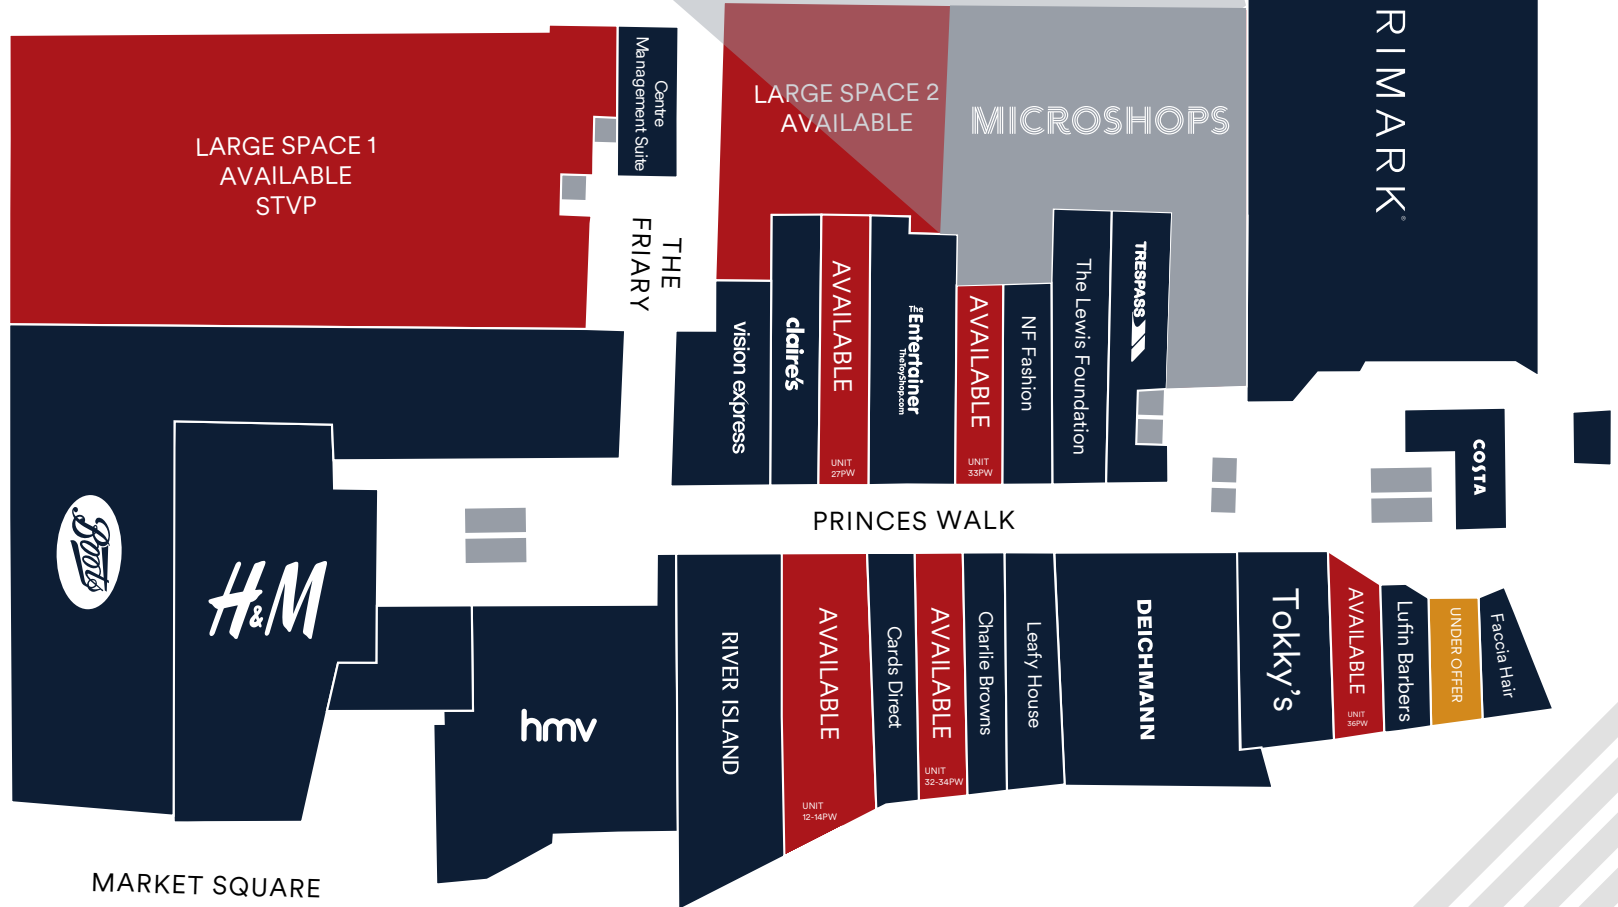 LARGE SPACE 1
AVAILABLE
STVP
Centre
Management Suite
THE
FRIARY
LARGE SPACE 2
AVAILABLE
MICROSHOPS
RIMARK
vision express
claire's
AVAILABLE
UNIT
27PW
The
Entertainer
TheToyShop.com
AVAILABLE
UNIT
33PW
NF Fashion
The Lewis Foundation
TRESPASS
COSTA
PRINCES WALK
Boots
H&M
hmv
RIVER ISLAND
AVAILABLE
UNIT
12-14PW
Cards Direct
AVAILABLE
UNIT
32-34PW
Charlie Browns
Leafy House
DEICHMANN
Tokky's
AVAILABLE
UNIT
36PW
Lufin Barbers
UNDER OFFER
Faccia Hair
MARKET SQUARE